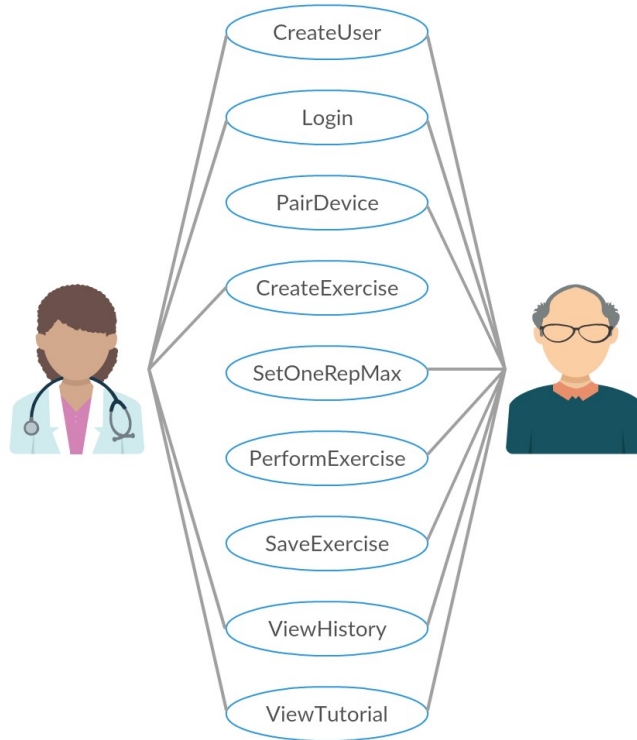 CreateUser
Login
PairDevice
CreateExercise
SetOneRepMax
PerformExercise
SaveExercise
ViewHistory
ViewTutorial